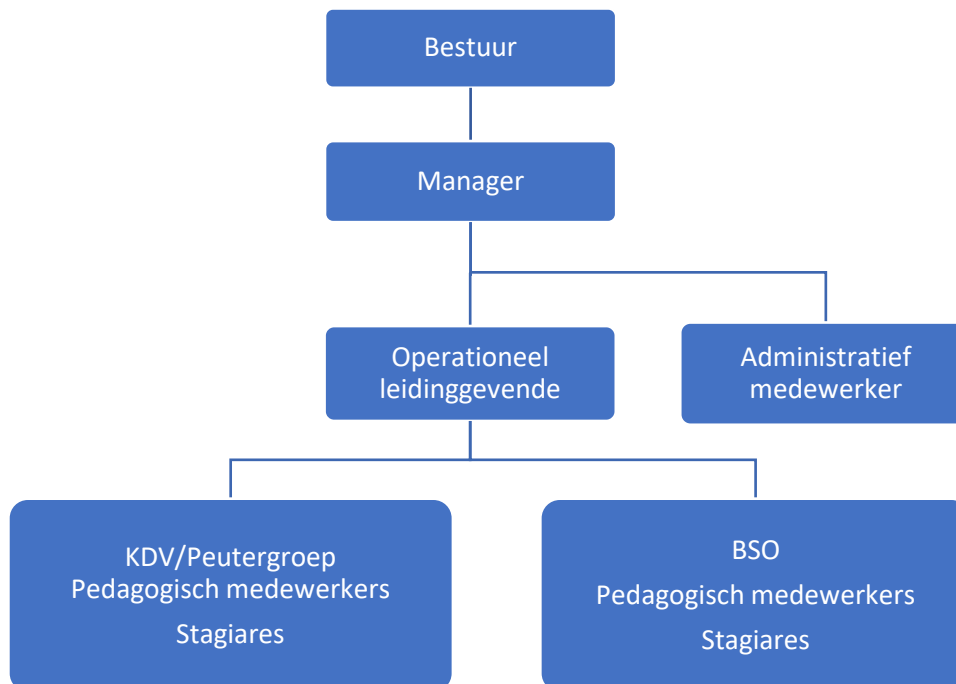 Bestuur
Manager
Operationeel
leidinggevende
Administratief
medewerker
KDV/Peutergroep
Pedagogisch medewerkers
Stagiares
BSO
Pedagogisch medewerkers
Stagiares